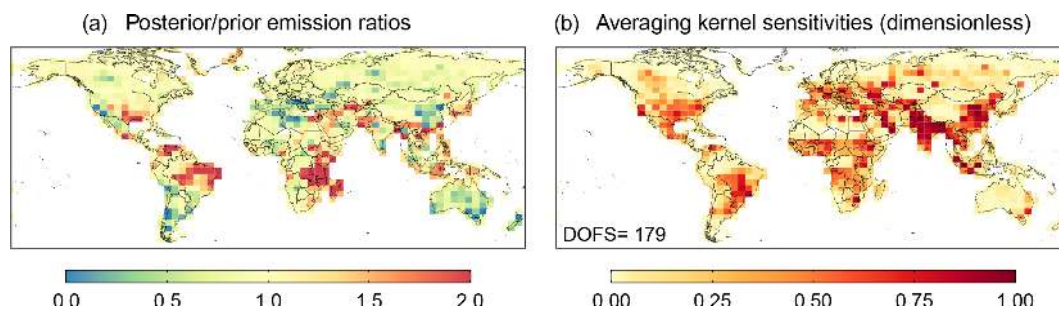 (a) Posterior/prior emission ratios
(b) Averaging kernel sensitivities (dimensionless)
DOFS= 179
0.0 0.5 1.0 1.5 2.0
0.00 0.25 0.50 0.75 1.00